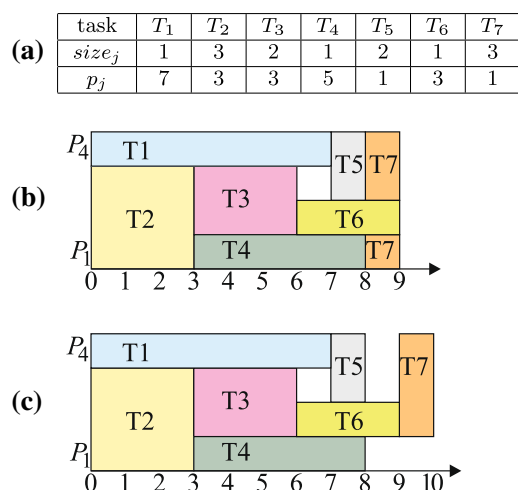 (a) task T₁ T₂ T₃ T₄ T₅ T₆ T₇
sizeⱼ 1 3 2 1 2 1 3
pⱼ 7 3 3 5 1 3 1
(b)
P₄ T1 T5 T7
T3
T2 T6
P₁ T4 T7
0 1 2 3 4 5 6 7 8 9
(c)
P₄ T1 T5 T7
T3
T2 T6
P₁ T4
0 1 2 3 4 5 6 7 8 9 10